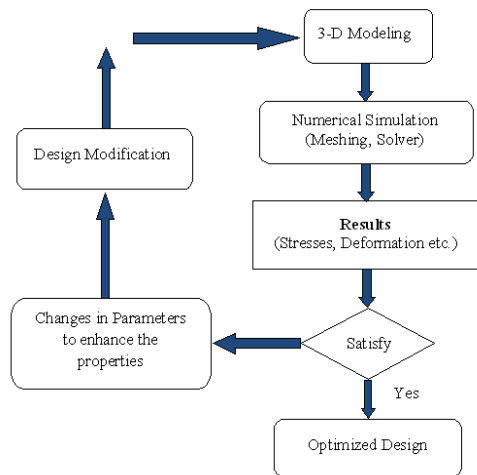 3-D Modeling
Numerical Simulation
(Meshing, Solver)
Design Modification
Results
(Stresses, Deformation etc.)
Changes in Parameters
to enhance the
properties
Satisfy
Yes
Optimized Design